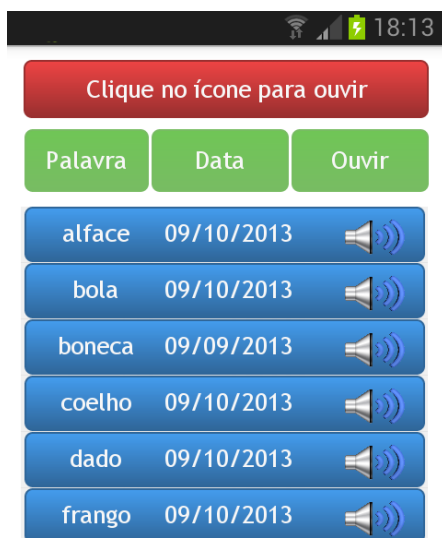 18:13
Clique no ícone para ouvir
Palavra Data Ouvir
alface 09/10/2013
bola 09/10/2013
boneca 09/09/2013
coelho 09/10/2013
dado 09/10/2013
frango 09/10/2013